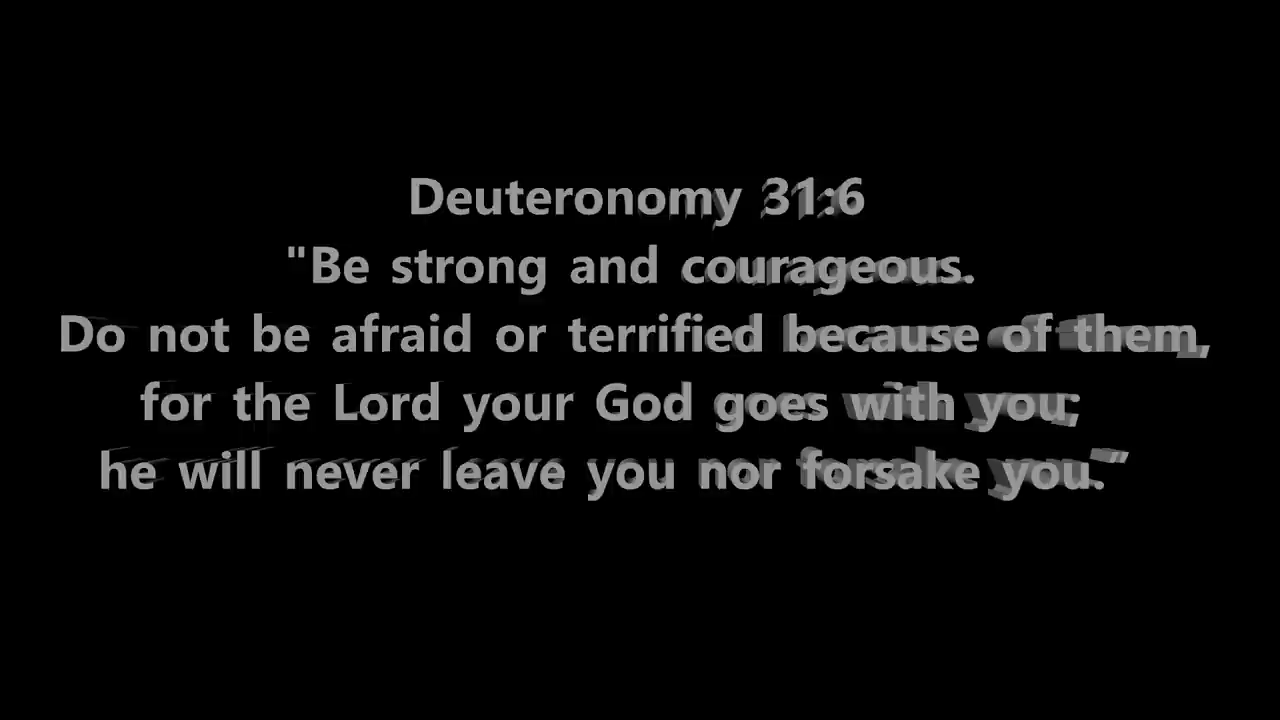 Deuteronomy 31:6
"Be strong and courageous.
Do not be afraid or terrified because of them,
for the Lord your God goes with you;
he will never leave you nor forsake you."